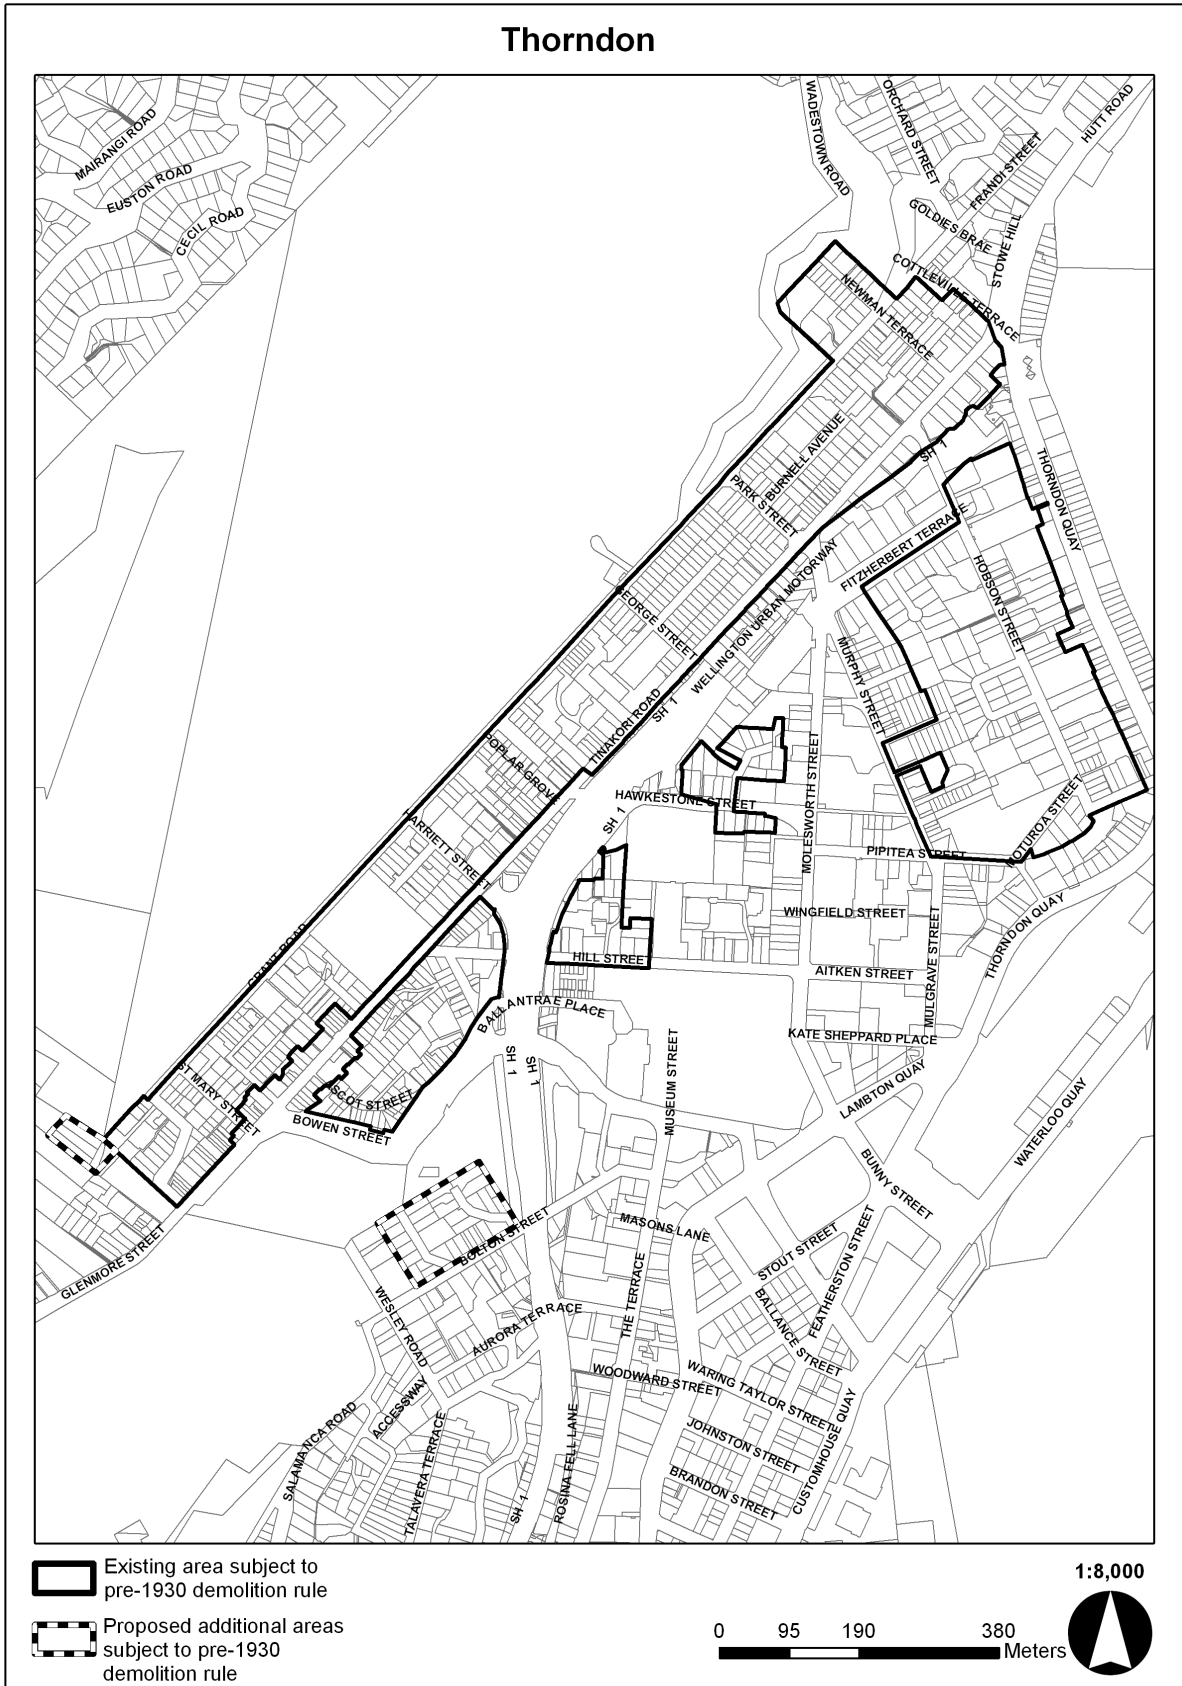 Thorndon
MAIRANGI ROAD
EUSTON ROAD
CECIL ROAD
WADESTOWN ROAD
ORCHARD STREET
HUTT ROAD
FRANDI STREET
GOLDIES BRAE
STOWE HILL
COTTLEVILLE TERRACE
NEWMAN TERRACE
BURNELL AVENUE
PARK STREET
SH 1
THORNDON QUAY
FITZHERBERT TERRACE
WELLINGTON URBAN MOTORWAY
HOBSON STREET
GEORGE STREET
MURPHY STREET
TINAKORI ROAD
SH 1
POPLAR GROVE
MOLESWORTH STREET
HAWKESTONE STREET
SH 1
HARRIETT STREET
PIPITEA STREET
MOTUROA STREET
WINGFIELD STREET
THORNDON QUAY
GRANT ROAD
HILL STREE
AITKEN STREET
MULGRAVE STREET
BALLANTRAE PLACE
KATE SHEPPARD PLACE
SH 1
SH 1
MUSEUM STREET
LAMBTON QUAY
WATERLOO QUAY
ST MARY STREET
SCOT STREET
BOWEN STREET
BUNNY STREET
BOLTON STREET
MASONS LANE
STOUT STREET
FEATHERSTON STREET
GLENMORE STREET
WESLEY ROAD
AURORA TERRACE
THE TERRACE
BALLANCE STREET
WOODWARD STREET
WARING TAYLOR STREET
ACCESSWAY
SALAMANCA ROAD
TALAVERA TERRACE
SH 1
ROSINA FELL LANE
JOHNSTON STREET
BRANDON STREET
CUSTOMHOUSE QUAY
Existing area subject to
pre-1930 demolition rule
Proposed additional areas
subject to pre-1930
demolition rule
1:8,000
0 95 190 380
Meters